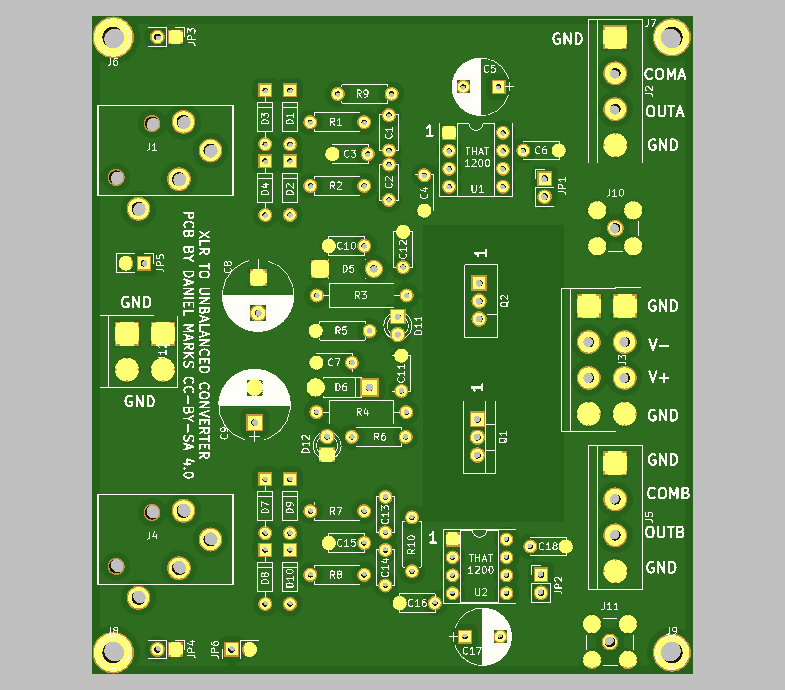 J6
JP3
J7
GND
COMA
J2
OUTA
GND
C5
R9
D3
D1
R1
C1
C3
J1
1
THAT
1200
U1
C6
D4
D2
R2
C2
C4
JP1
J10
XLR TO UNBALANCED CONVERTER
PCB BY DANIEL MARKS CC-BY-SA 4.0
C10
C12
JP5
C8
D5
1
Q2
R3
GND
GND
V-
J3
V+
GND
R5
D11
J12
C7
C11
D6
GND
1
R4
C9
D12
R6
Q1
GND
COMB
J5
OUTB
GND
D7
D9
R7
C13
J4
R10
C15
1
THAT
1200
U2
C18
D8
D10
R8
C14
JP2
C16
J11
J8
JP4
JP6
C17
J9